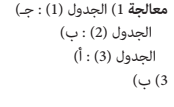 معالجة 1) الجدول (1) : جـ)
الجدول (2) : ب)
الجدول (3) : أ)
3) ب)